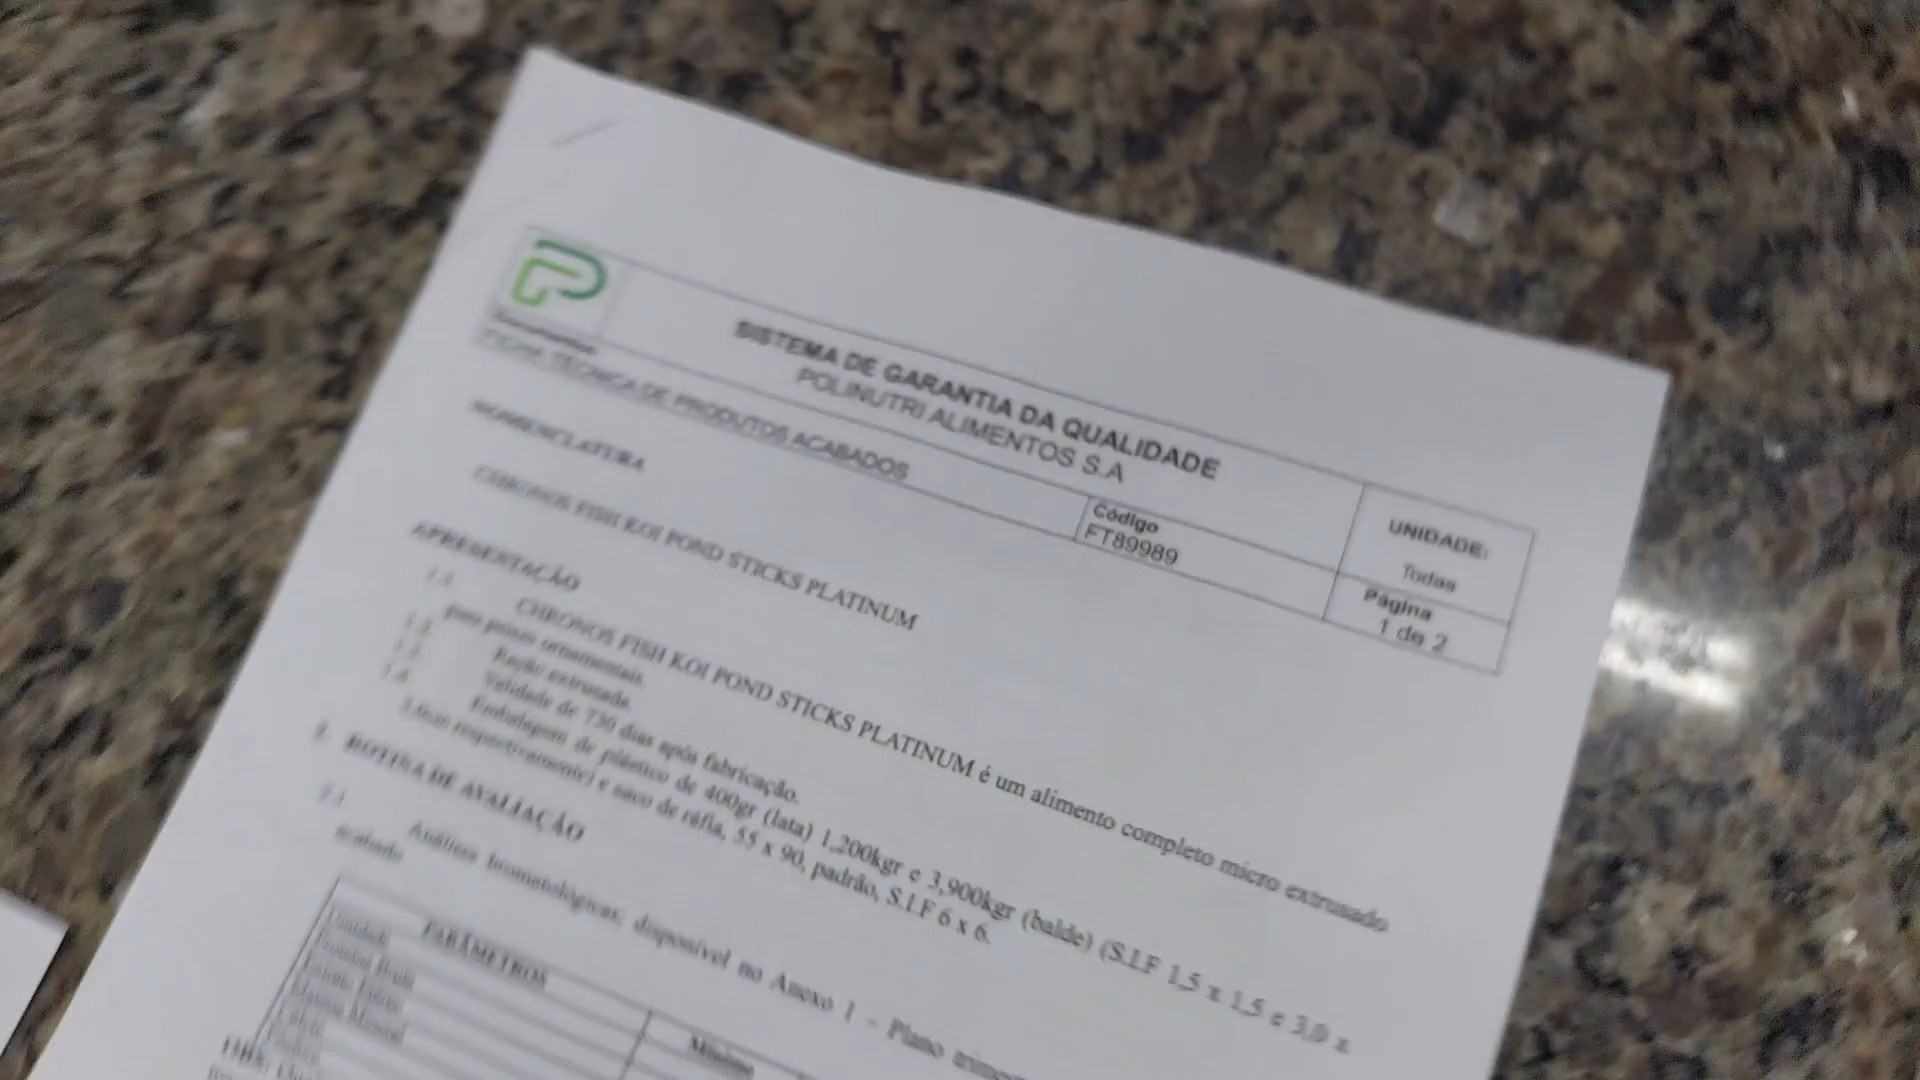 SISTEMA DE GARANTIA DA QUALIDADE
POLINUTRI ALIMENTOS S.A
UNIDADE:
Todas
FICHA TÉCNICA DE PRODUTOS ACABADOS
Código
FT89989
Página
1 de 2
NOMENCLATURA
CHRONOS FISH KOI POND STICKS PLATINUM
APRESENTAÇÃO
1.1 CHRONOS FISH KOI POND STICKS PLATINUM é um alimento completo micro extrusado
para peixes ornamentais.
1.2 Ração extrusada.
1.3 Validade de 730 dias após fabricação.
1.4 Embalagem de plástico de 400gr (lata) 1,200kgr e 3,900kgr (balde) (S.I.F 1,5 x 1,5 e 3,0 x
respectivamente) e saco de ráfia, 55 x 90, padrão, S.I.F 6 x 6.
2. ROTINA DE AVALIAÇÃO
2.1 Análises bromatológicas, disponível no Anexo 1 - Plano
acabado
PARÂMETROS
Mínimo
Umidade
Proteína Bruta
Extrato Etéreo
Matéria Mineral